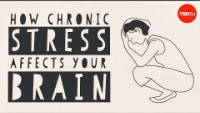 HOW CHRONIC
STRESS
AFFECTS YOUR
BRAIN
TED Ed